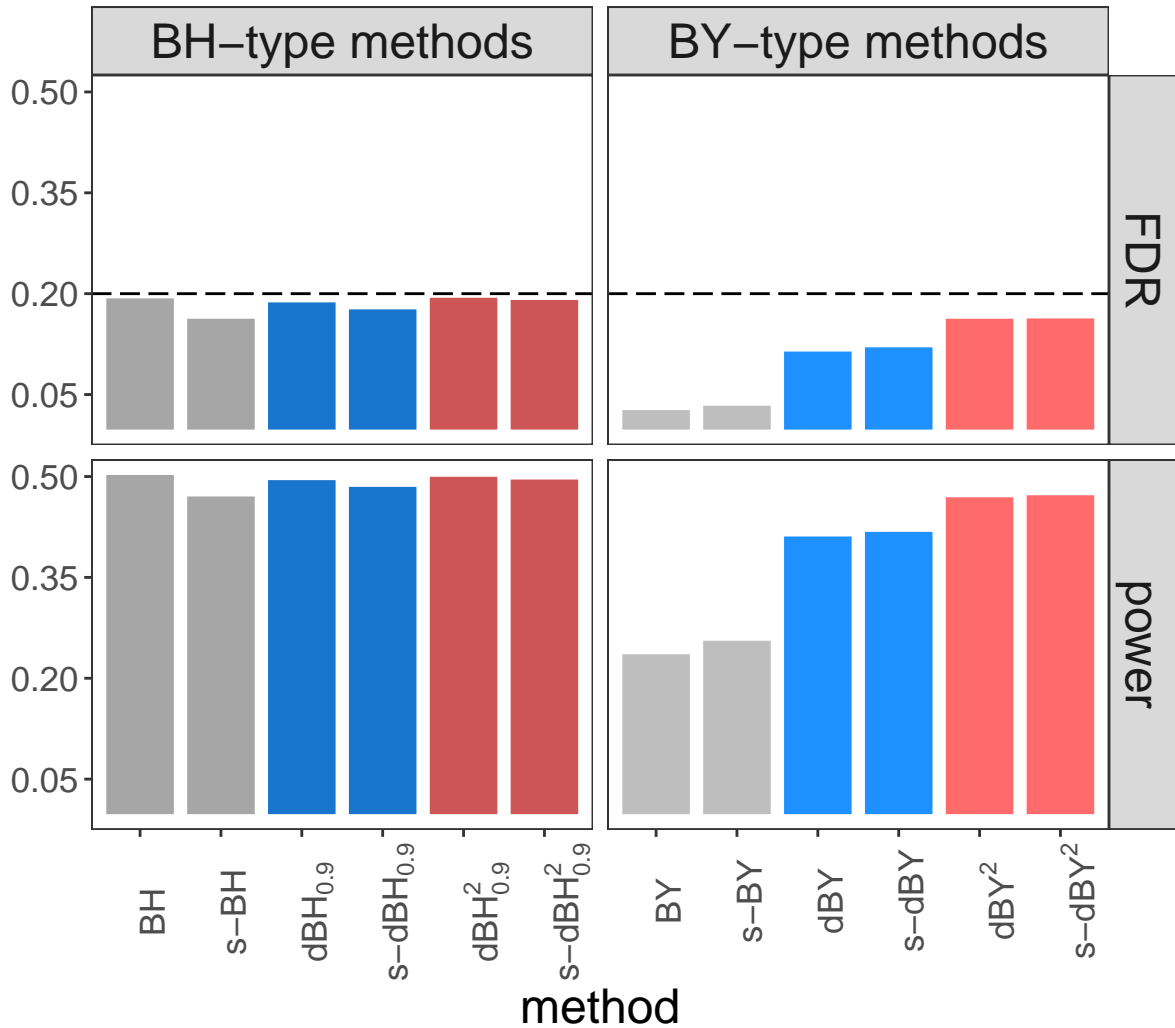 BH−type methods
BY−type methods
0.50
0.35
0.20
0.05
FDR
0.50
0.35
0.20
0.05
power
BH
s−BH
dBH0.9
s−dBH0.9
dBH²0.9
s−dBH²0.9
BY
s−BY
dBY
s−dBY
dBY²
s−dBY²
method